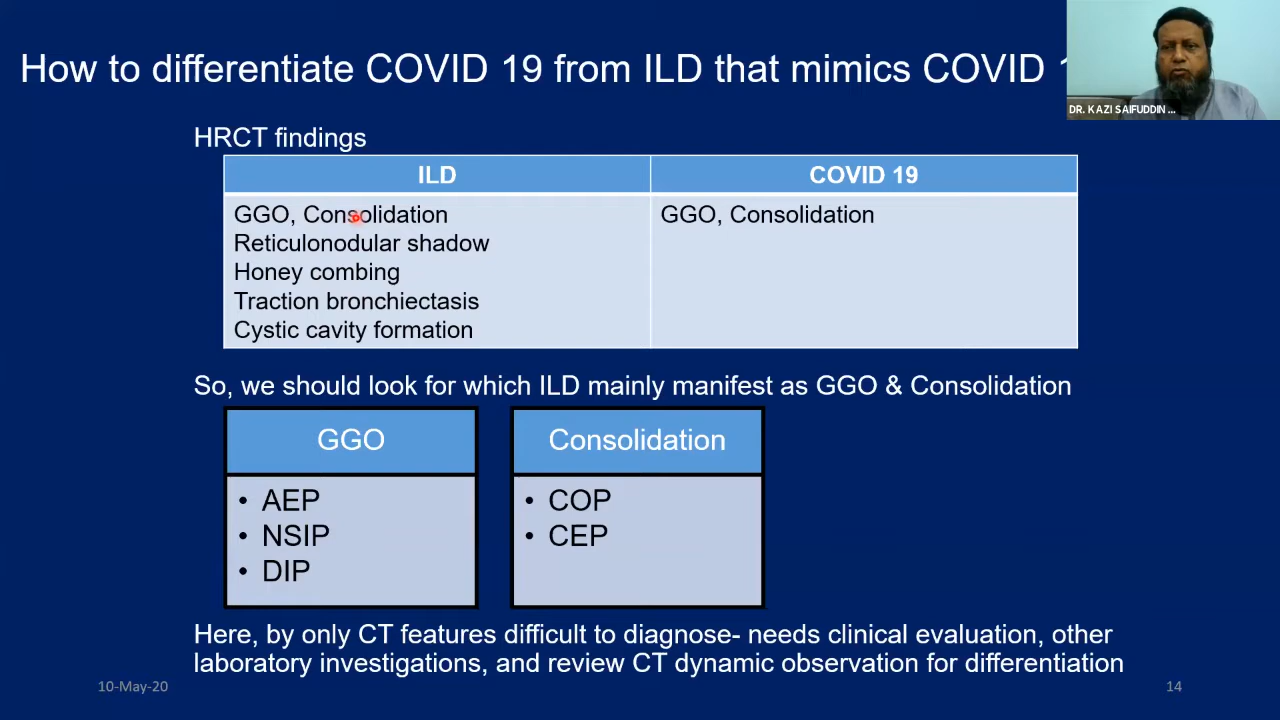 How to differentiate COVID 19 from ILD that mimics COVID
DR. KAZI SAIFUDDIN ...
HRCT findings
ILD
COVID 19
GGO, Consolidation
Reticulonodular shadow
Honey combing
Traction bronchiectasis
Cystic cavity formation
GGO, Consolidation
So, we should look for which ILD mainly manifest as GGO & Consolidation
GGO
• AEP
• NSIP
• DIP
Consolidation
• COP
• CEP
Here, by only CT features difficult to diagnose- needs clinical evaluation, other
laboratory investigations, and review CT dynamic observation for differentiation
10-May-20
14